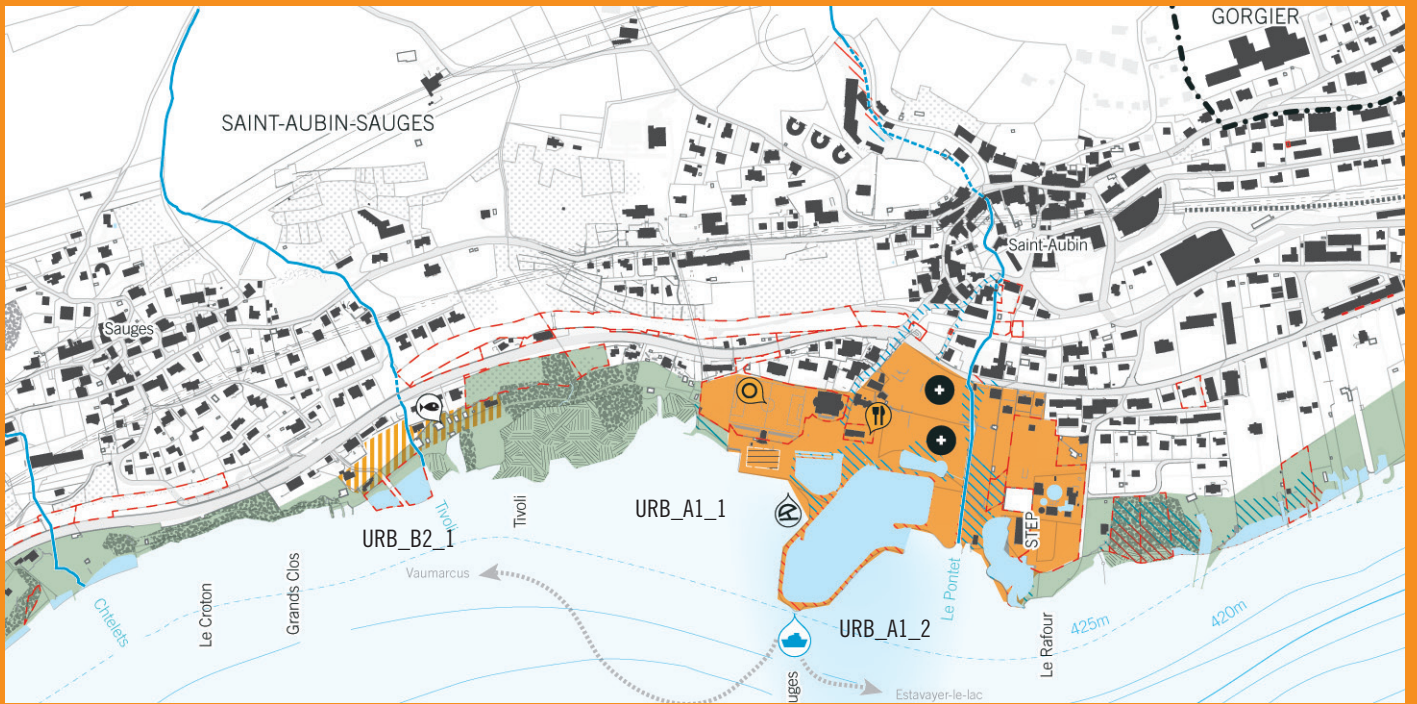 GORGIER
SAINT-AUBIN-SAUGES
Saint-Aubin
Sauges
URB_A1_1
Tivoli
Tivoli
URB_B2_1
STEP
Vaumarcus
Le Pontet
Chtelets
Le Croton
Grands Clos
URB_A1_2
425m
420m
Le Rafour
uges
Estavayer-le-lac